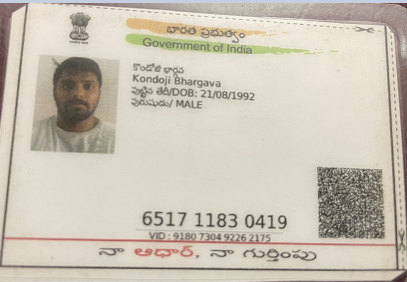 భారత ప్రభుత్వం
Government of India
కొండోజి భార్గవ
Kondoji Bhargava
పుట్టిన తేదీ/DOB: 21/08/1992
పురుషుడు/ MALE
6517 1183 0419
VID : 9180 7304 9226 2175
నా ఆధార్, నా గుర్తింపు